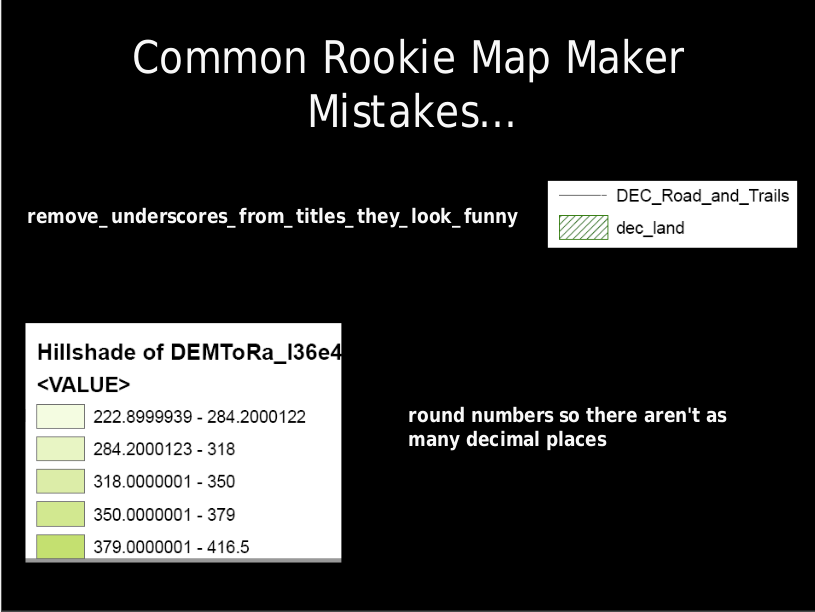 Common Rookie Map Maker
Mistakes...
remove_underscores_from_titles_they_look_funny
DEC_Road_and_Trails
dec_land
Hillshade of DEMToRa_l36e4
<VALUE>
222.8999939 - 284.2000122
284.2000123 - 318
318.0000001 - 350
350.0000001 - 379
379.0000001 - 416.5
round numbers so there aren't as
many decimal places